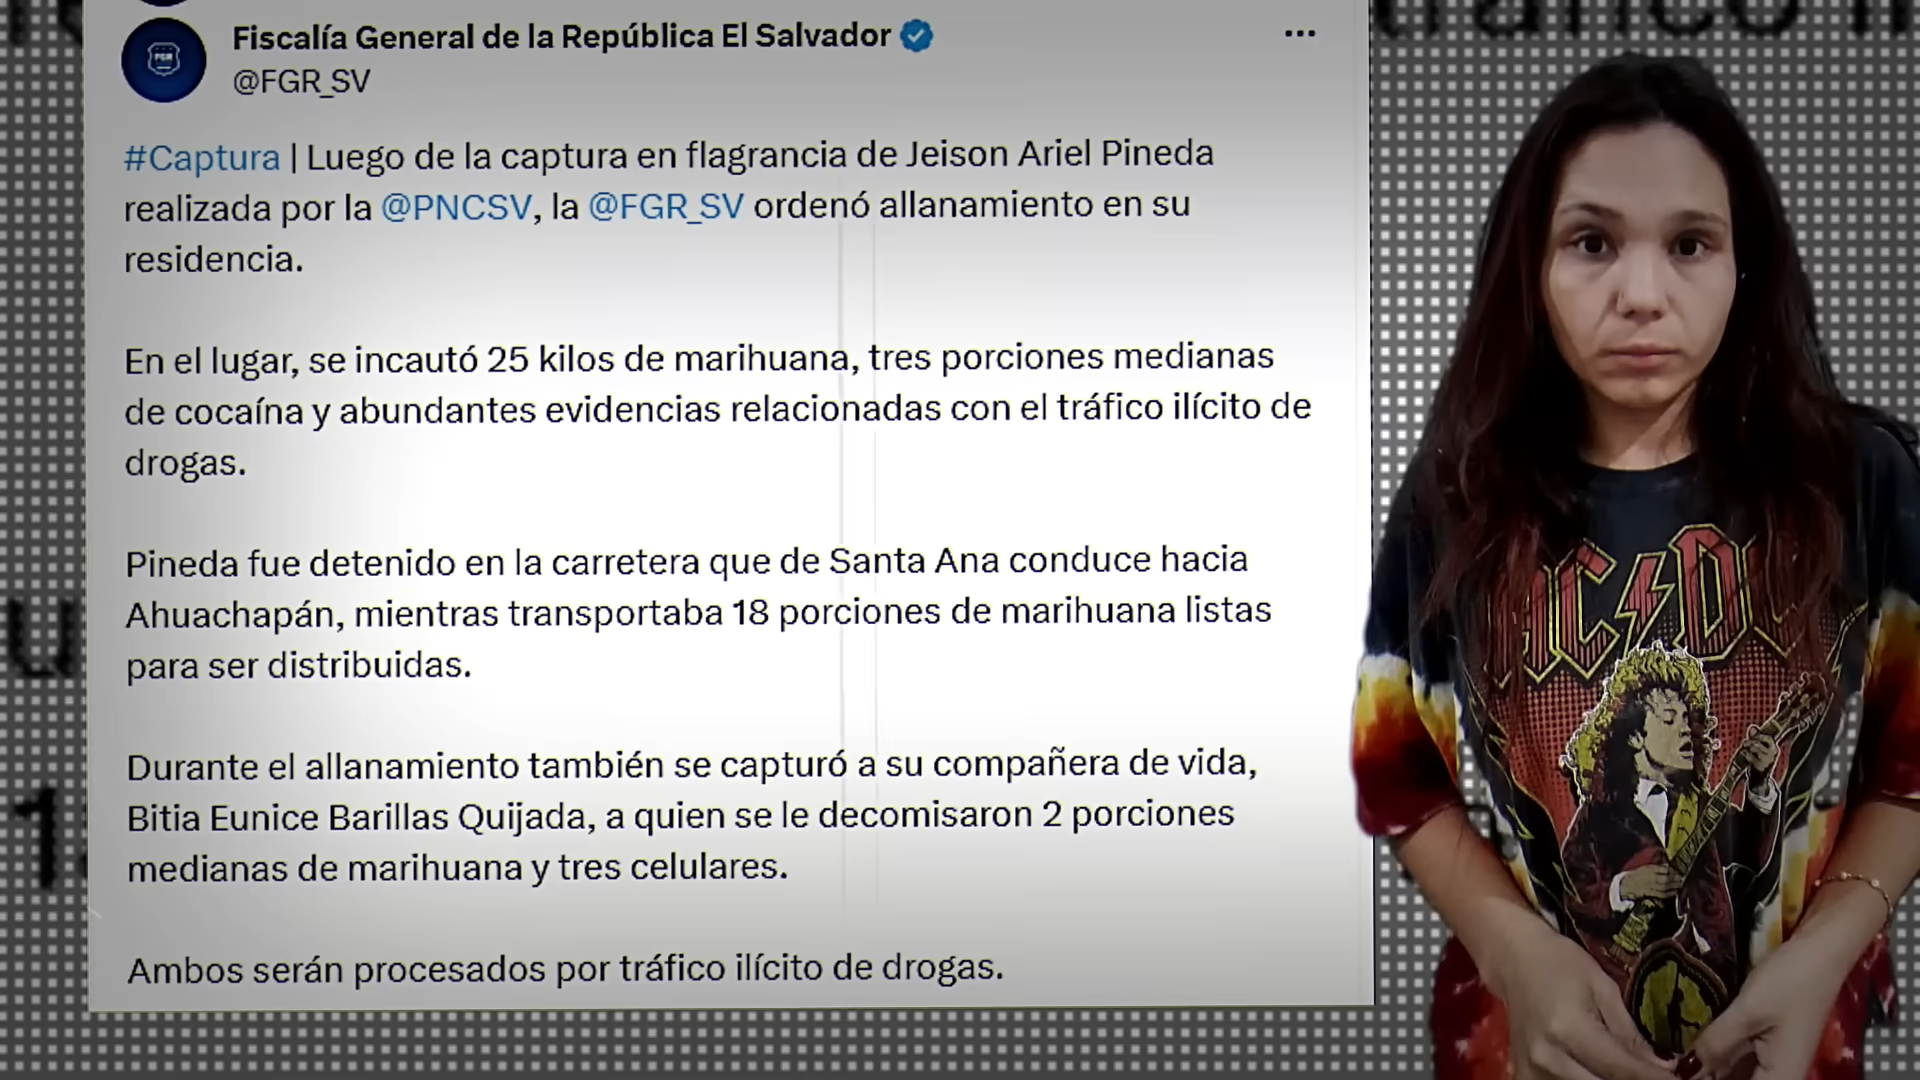 Fiscalía General de la República El Salvador
@FGR_SV
#Captura | Luego de la captura en flagrancia de Jeison Ariel Pineda
realizada por la @PNCSV, la @FGR_SV ordenó allanamiento en su
residencia.
En el lugar, se incautó 25 kilos de marihuana, tres porciones medianas
de cocaína y abundantes evidencias relacionadas con el tráfico ilícito de
drogas.
Pineda fue detenido en la carretera que de Santa Ana conduce hacia
Ahuachapán, mientras transportaba 18 porciones de marihuana listas
para ser distribuidas.
Durante el allanamiento también se capturó a su compañera de vida,
Bitia Eunice Barillas Quijada, a quien se le decomisaron 2 porciones
medianas de marihuana y tres celulares.
Ambos serán procesados por tráfico ilícito de drogas.
FGR
AC/DC